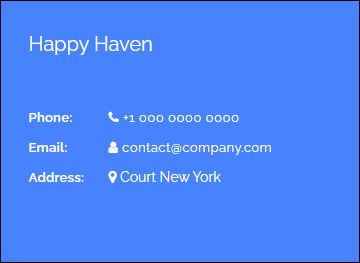 Happy Haven
Phone: +1 000 0000 0000
Email: contact@company.com
Address: Court New York